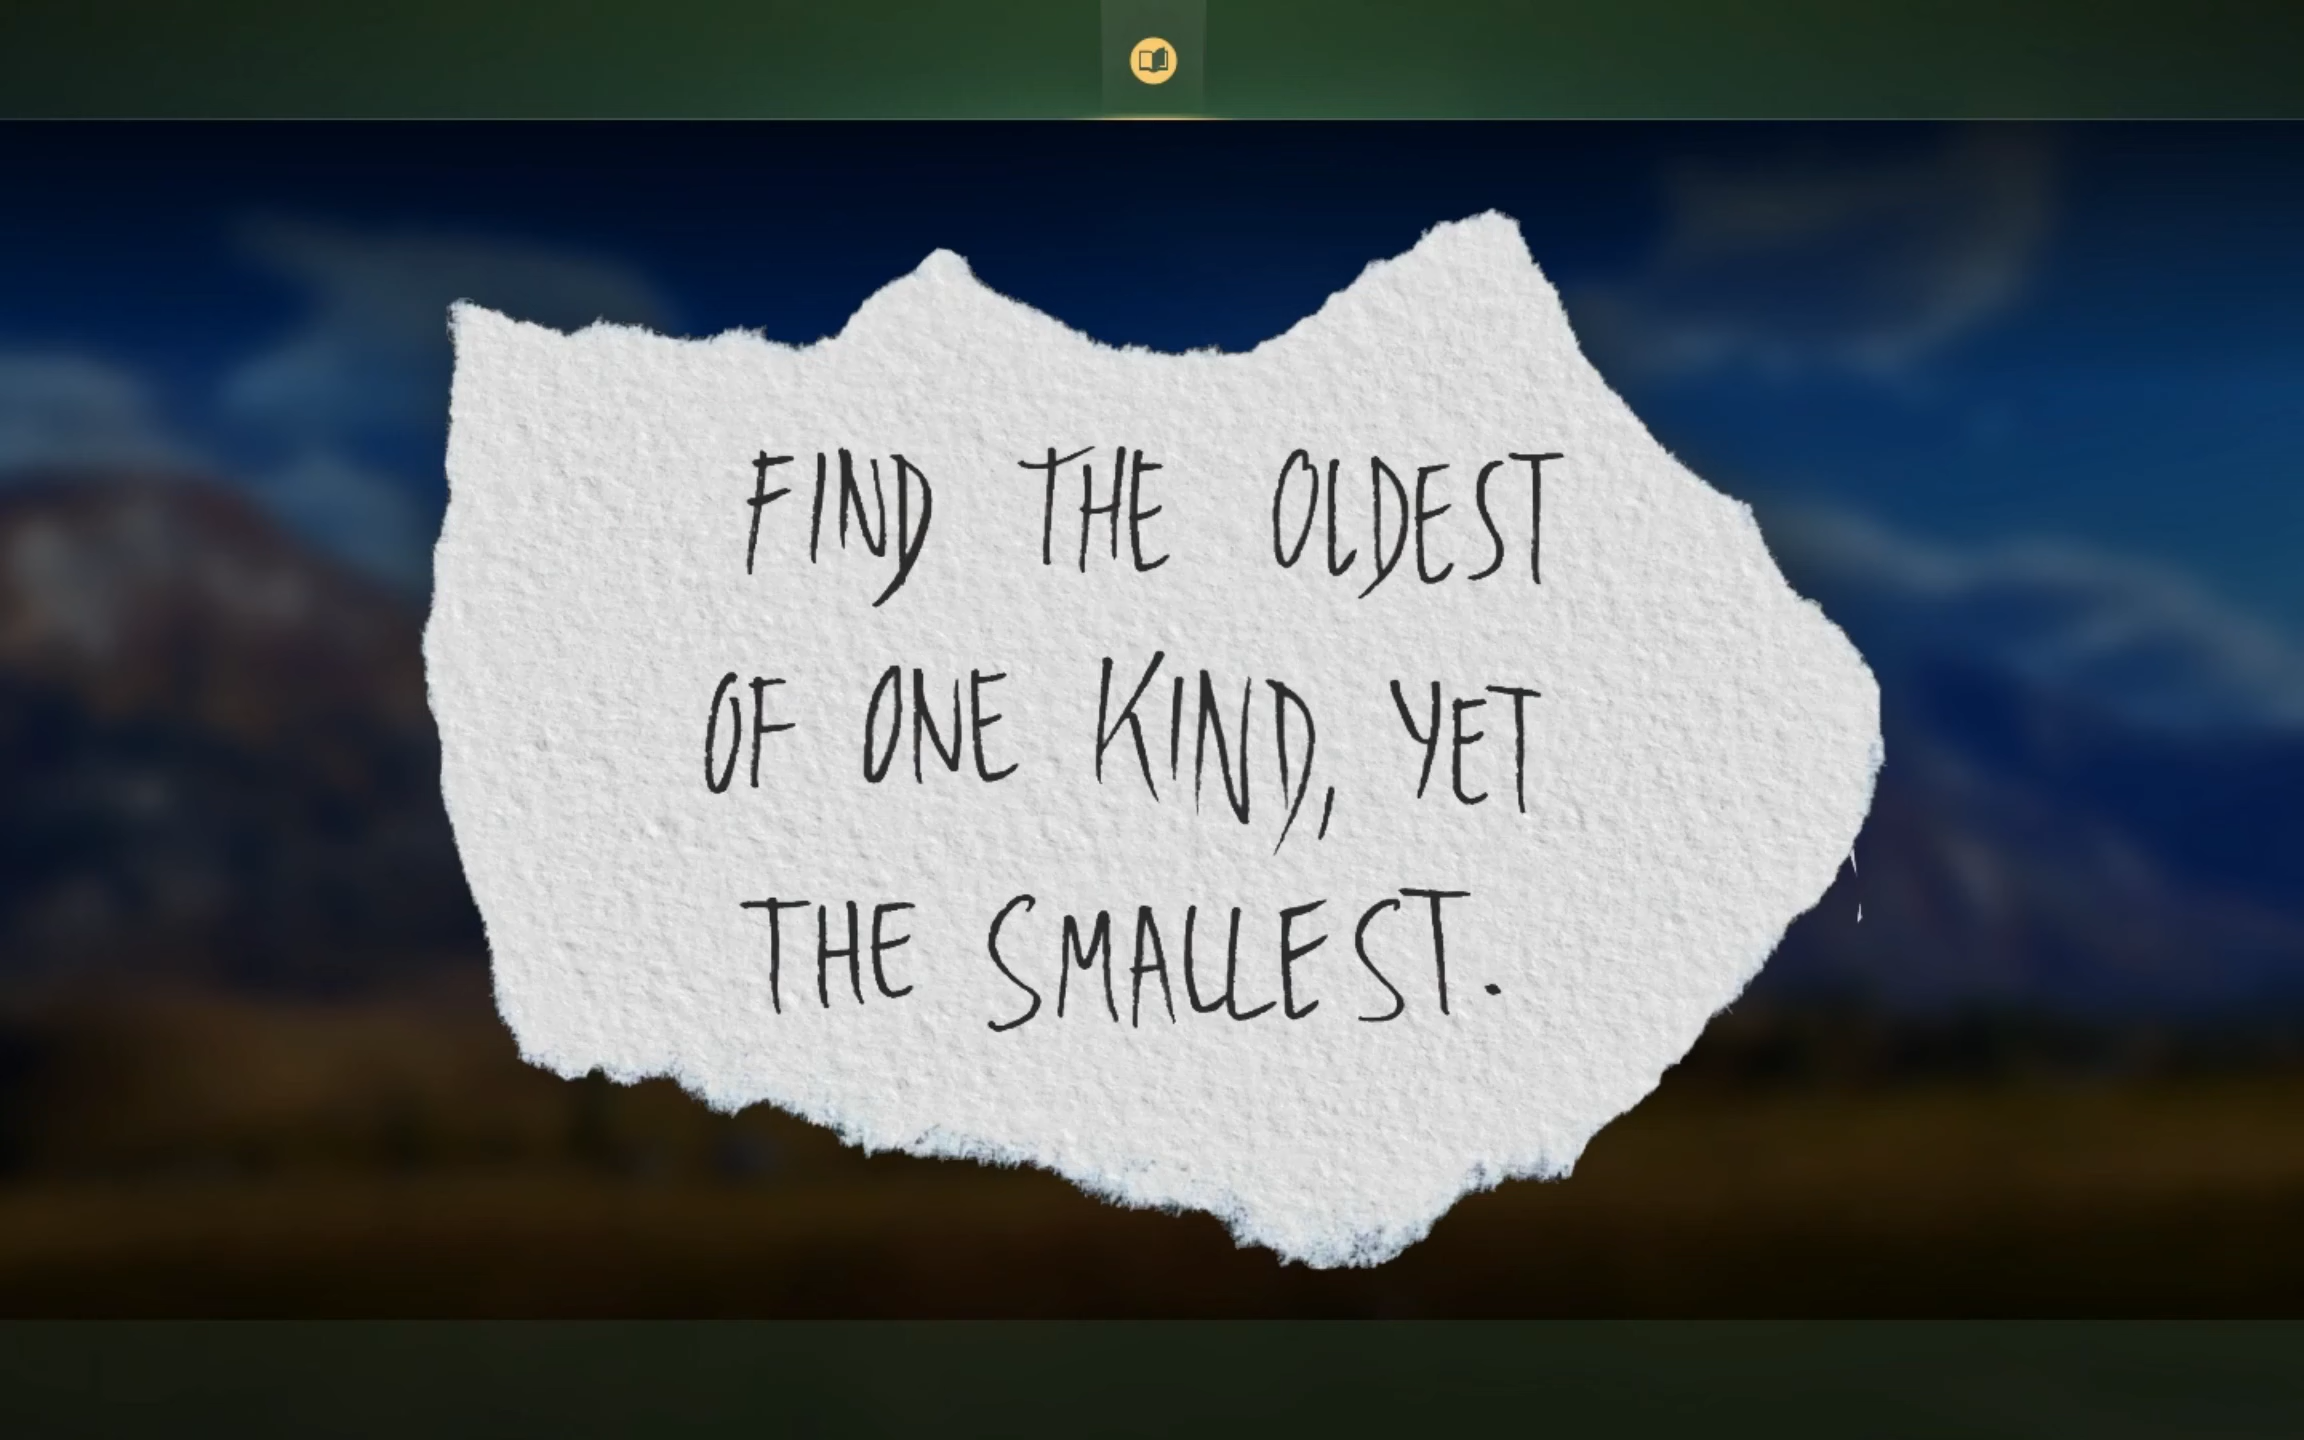 FIND THE OLDEST
OF ONE KIND, YET
THE SMALLEST.